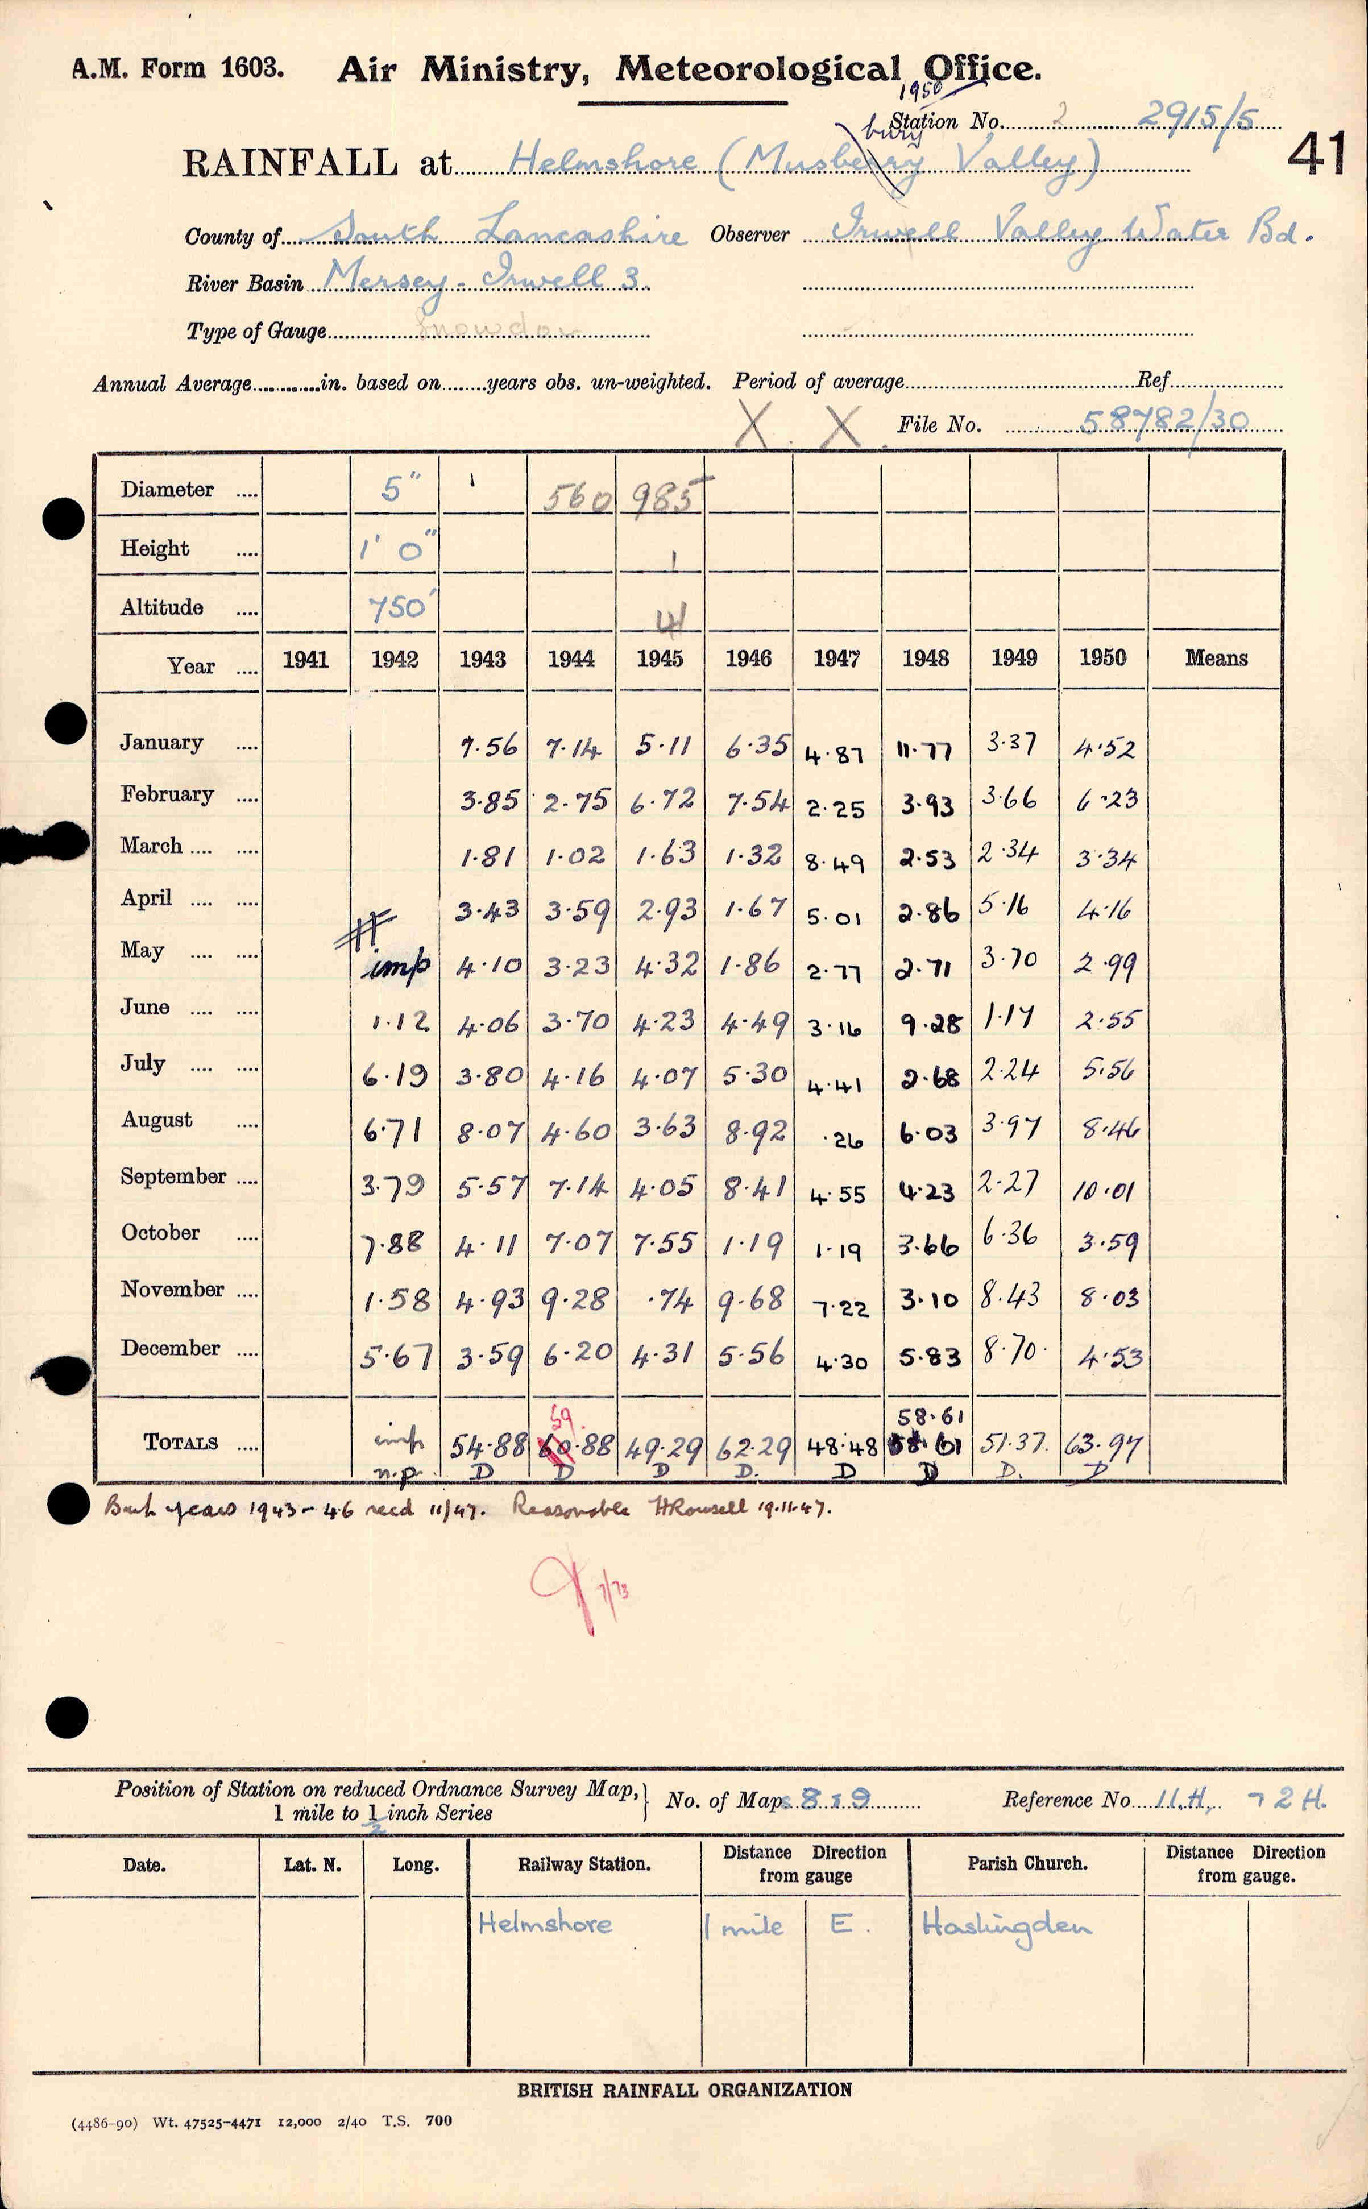 A.M. Form 1603. Air Ministry, Meteorological Office.
1950
Station No. 2 2915/5
bury
RAINFALL at Helmshore (Musberry Valley)
41
County of South Lancashire Observer Irwell Valley Water Bd.
River Basin Mersey-Irwell 3.
Type of Gauge Snowdon
Annual Average in. based on years obs. un-weighted. Period of average Ref
X. X. File No. 58782/30
Diameter 5" 560 985
Height 1' 0" 1
Altitude 750' 41
Year 1941 1942 1943 1944 1945 1946 1947 1948 1949 1950 Means
January 7.56 7.14 5.11 6.35 4.87 11.77 3.37 4.52
February 3.85 2.75 6.72 7.54 2.25 3.93 3.66 6.23
March 1.81 1.02 1.63 1.32 8.49 2.53 2.34 3.34
April 3.43 3.59 2.93 1.67 5.01 2.86 5.16 4.16
May imp 4.10 3.23 4.32 1.86 2.77 2.71 3.70 2.99
June 1.12 4.06 3.70 4.23 4.49 3.16 9.28 1.17 2.55
July 6.19 3.80 4.16 4.07 5.30 4.41 2.68 2.24 5.56
August 6.71 8.07 4.60 3.63 8.92 .26 6.03 3.97 8.46
September 3.79 5.57 7.14 4.05 8.41 4.55 4.23 2.27 10.01
October 7.88 4.11 7.07 7.55 1.19 1.19 3.66 6.36 3.59
November 1.58 4.93 9.28 .74 9.68 7.22 3.10 8.43 8.03
December 5.67 3.59 6.20 4.31 5.56 4.30 5.83 8.70 4.53
59. 58.61
TOTALS imp 54.88 60.88 49.29 62.29 48.48 58.61 51.37. 63.97
n.p. D D D D. D D D. D
Back years 1943-46 recd 11/47. Reasonable HRowsell 19.11.47.
7/73
Position of Station on reduced Ordnance Survey Map, No. of Maps 8 & 9 Reference No. 11.H, 72H.
1 mile to 1/2 inch Series
Date. Lat. N. Long. Railway Station. Distance Direction from gauge Parish Church. Distance Direction from gauge.
Helmshore 1 mile E. Haslingden
BRITISH RAINFALL ORGANIZATION
(4486-90) Wt. 47525-4471 12,000 2/40 T.S. 700